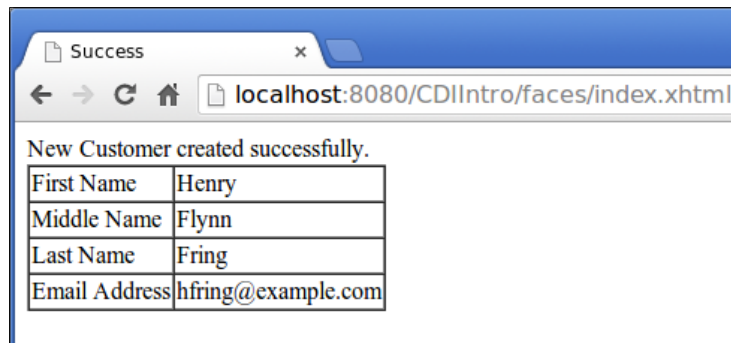 Success
localhost:8080/CDIIntro/faces/index.xhtml
New Customer created successfully.
First Name Henry
Middle Name Flynn
Last Name Fring
Email Address hfring@example.com